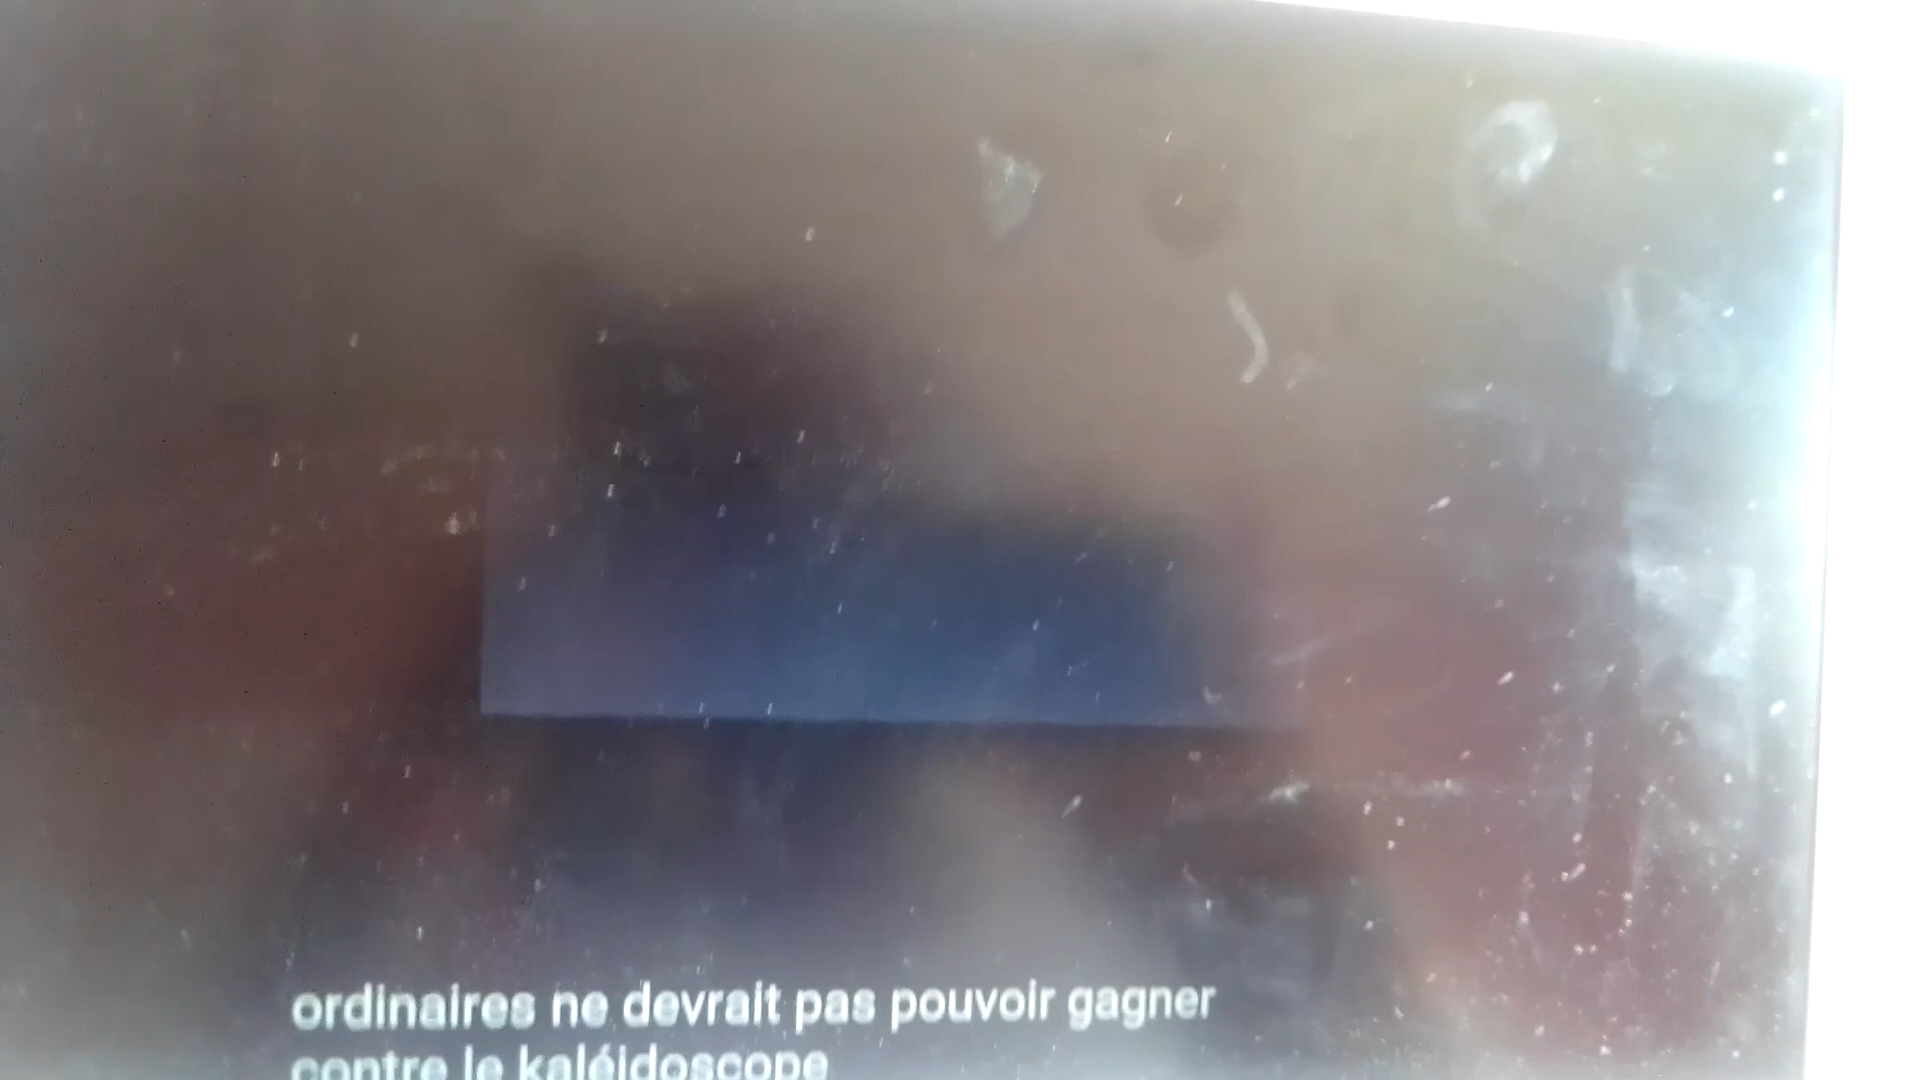 ordinaires ne devrait pas pouvoir gagner
contre le kaléidoscope